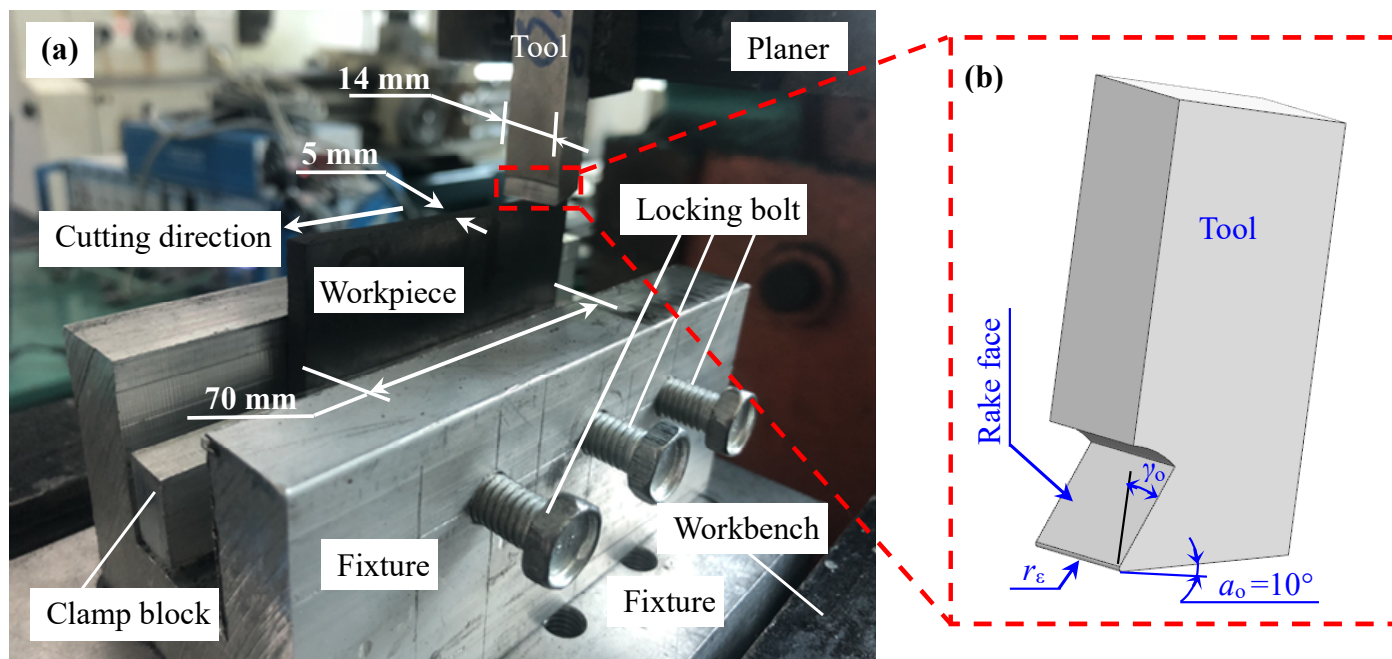 (a)
Tool
Planer
14 mm
5 mm
Cutting direction
Locking bolt
Workpiece
70 mm
Workbench
Fixture
Fixture
Clamp block
(b)
Tool
Rake face
γo
rε
ao=10°